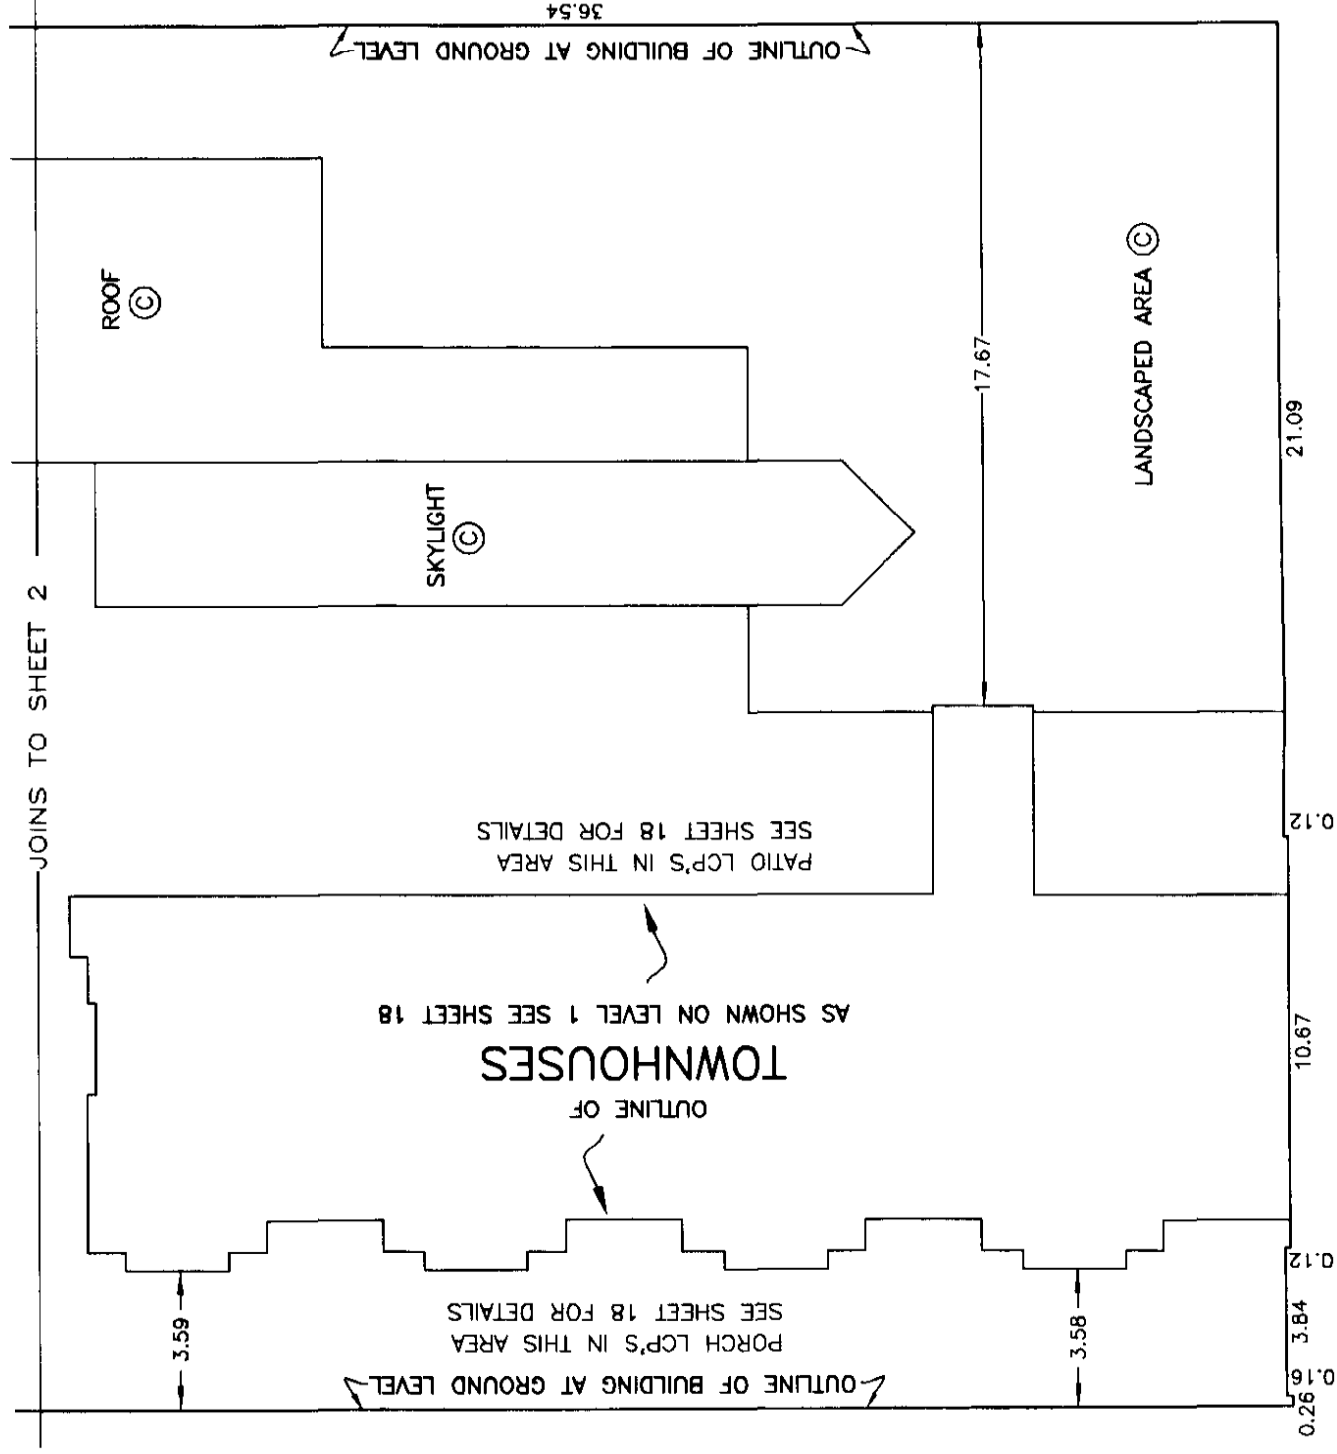 36.54
OUTLINE OF BUILDING AT GROUND LEVEL
ROOF
©
JOINS TO SHEET 2
SKYLIGHT
©
17.67
LANDSCAPED AREA ©
21.09
PATIO LCP'S IN THIS AREA
SEE SHEET 18 FOR DETAILS
0.12
OUTLINE OF
TOWNHOUSES
AS SHOWN ON LEVEL 1 SEE SHEET 18
10.67
0.12
3.59
PORCH LCP'S IN THIS AREA
SEE SHEET 18 FOR DETAILS
3.58
3.84
OUTLINE OF BUILDING AT GROUND LEVEL
0.16
0.26